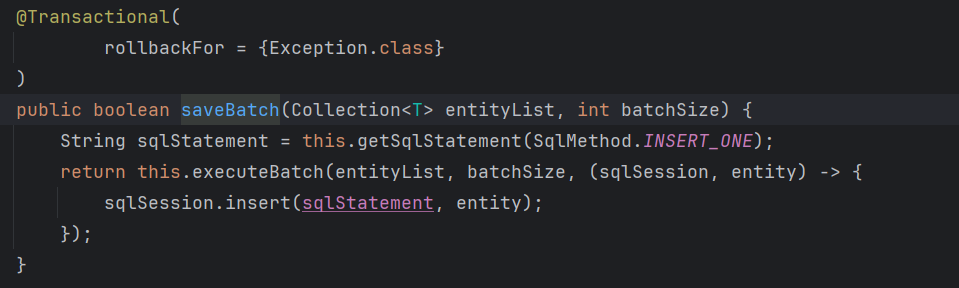 @Transactional(
        rollbackFor = {Exception.class}
)
public boolean saveBatch(Collection<T> entityList, int batchSize) {
    String sqlStatement = this.getSqlStatement(SqlMethod.INSERT_ONE);
    return this.executeBatch(entityList, batchSize, (sqlSession, entity) -> {
        sqlSession.insert(sqlStatement, entity);
    });
}